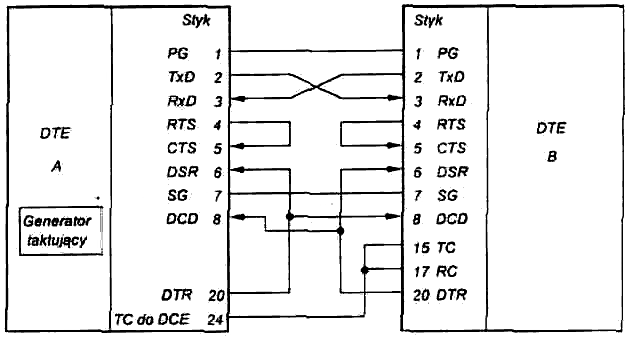 Styk Styk
PG 1 1 PG
TxD 2 2 TxD
RxD 3 3 RxD
RTS 4 4 RTS
DTE A
CTS 5 5 CTS
DTE B
DSR 6 6 DSR
SG 7 7 SG
DCD 8 8 DCD
Generator
taktujący
15 TC
17 RC
DTR 20 20 DTR
TC do DCE 24